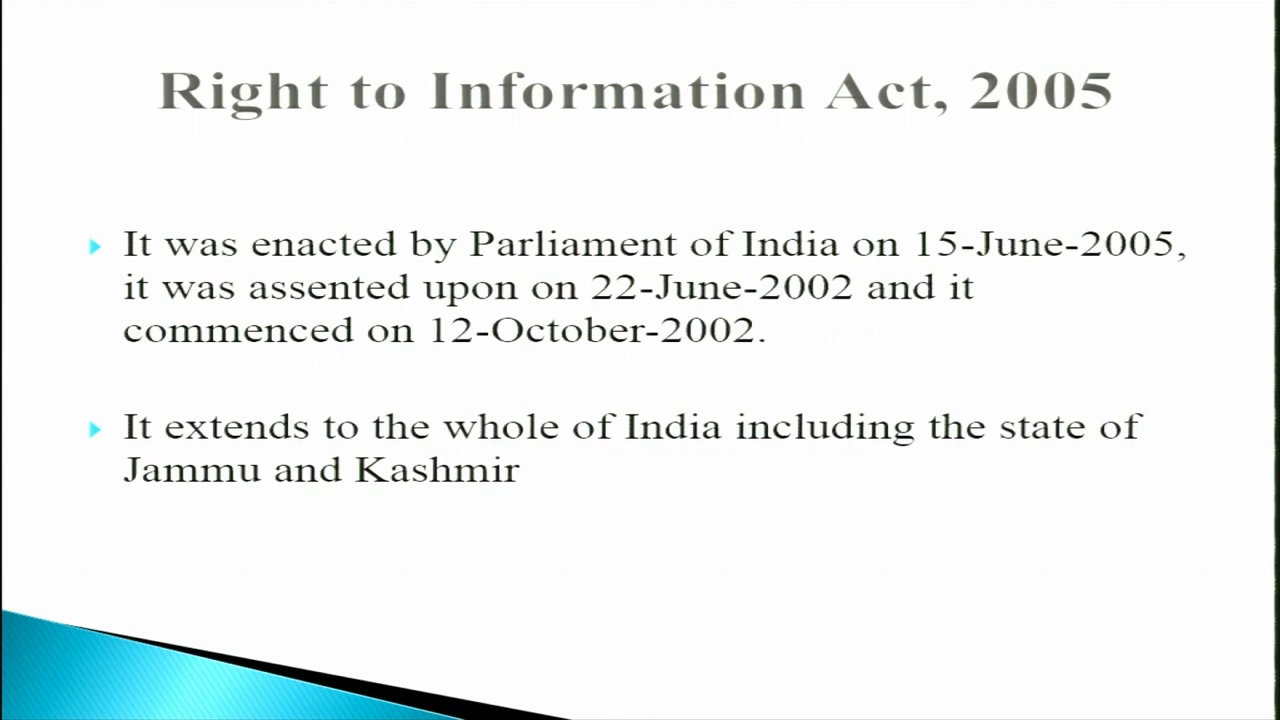 Right to Information Act, 2005
It was enacted by Parliament of India on 15-June-2005,
it was assented upon on 22-June-2002 and it
commenced on 12-October-2002.
It extends to the whole of India including the state of
Jammu and Kashmir